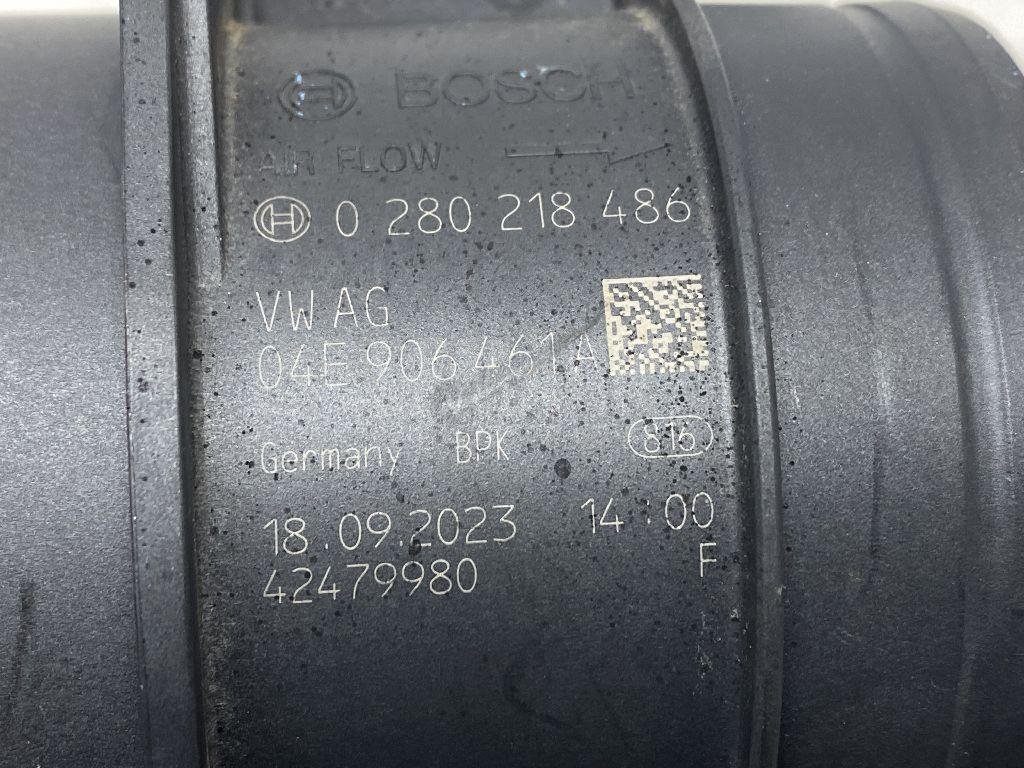 BOSCH
AIR FLOW
0 280 218 486
VW AG
04E 906 461 A
Germany BPK 816
18.09.2023 14:00
42479980 F